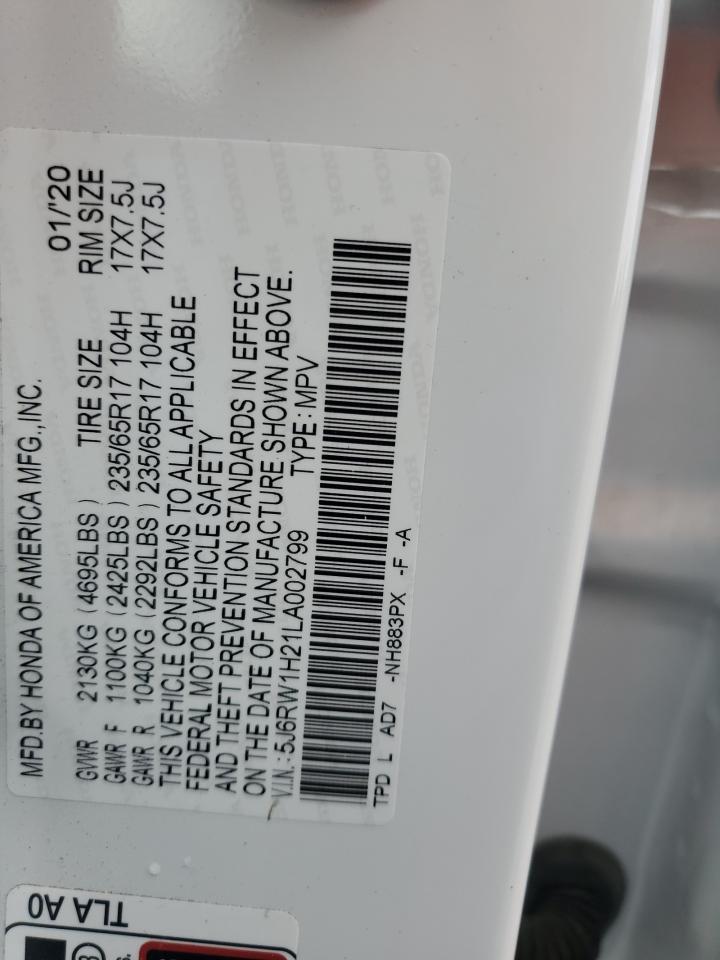 MFD.BY HONDA OF AMERICA MFG.,INC. 01/'20
GVWR 2130KG (4695LBS) TIRE SIZE RIM SIZE
GAWR F 1100KG (2425LBS) 235/65R17 104H 17X7.5J
GAWR R 1040KG (2292LBS) 235/65R17 104H 17X7.5J
THIS VEHICLE CONFORMS TO ALL APPLICABLE
FEDERAL MOTOR VEHICLE SAFETY
AND THEFT PREVENTION STANDARDS IN EFFECT
ON THE DATE OF MANUFACTURE SHOWN ABOVE.
V.I.N.: 5J6RW1H21LA002799 TYPE: MPV
TPD L AD7 -NH883PX -F -A
TLA A0